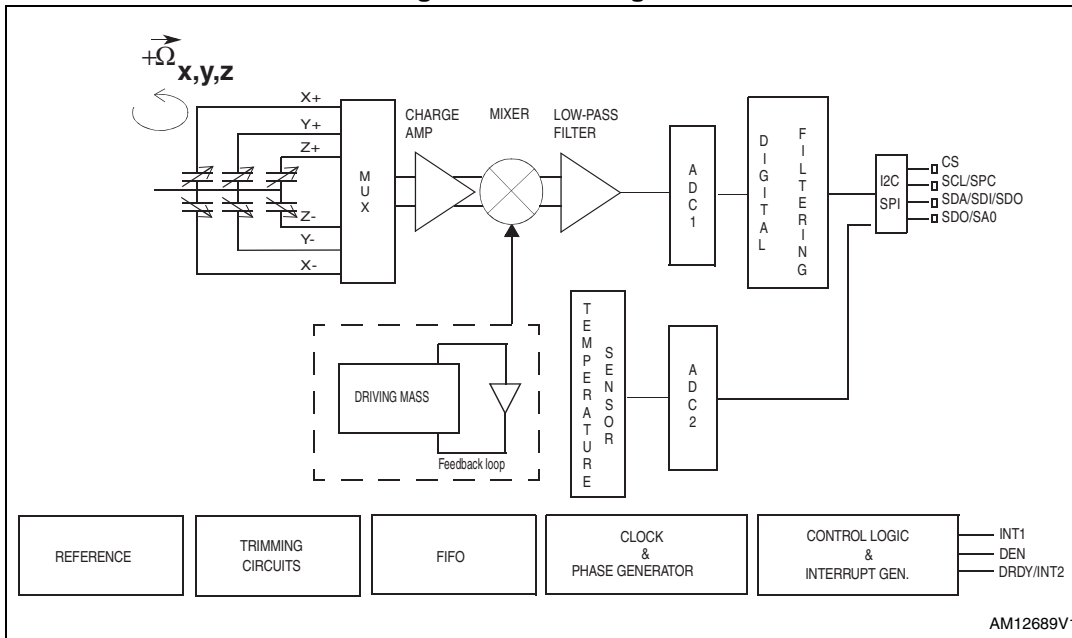 +Ω x,y,z
X+
Y+
Z+
Z-
Y-
X-
MUX
CHARGE
AMP
MIXER
LOW-PASS
FILTER
ADC1
DIGITAL
FILTERING
I2C
SPI
CS
SCL/SPC
SDA/SDI/SDO
SDO/SA0
DRIVING MASS
Feedback loop
TEMPERATURE
SENSOR
ADC2
REFERENCE
TRIMMING
CIRCUITS
FIFO
CLOCK
&
PHASE GENERATOR
CONTROL LOGIC
&
INTERRUPT GEN.
INT1
DEN
DRDY/INT2